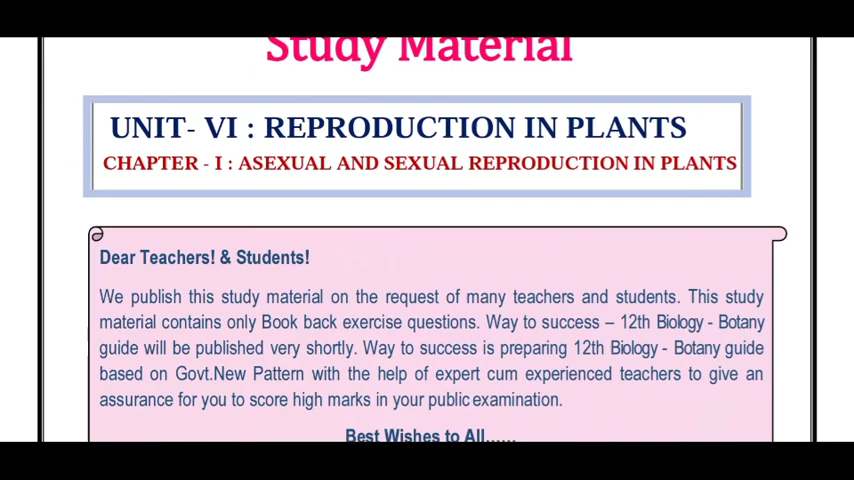 Study Material
UNIT- VI : REPRODUCTION IN PLANTS
CHAPTER - I : ASEXUAL AND SEXUAL REPRODUCTION IN PLANTS
Dear Teachers! & Students!
We publish this study material on the request of many teachers and students. This study
material contains only Book back exercise questions. Way to success – 12th Biology - Botany
guide will be published very shortly. Way to success is preparing 12th Biology - Botany guide
based on Govt.New Pattern with the help of expert cum experienced teachers to give an
assurance for you to score high marks in your public examination.
Best Wishes to All......